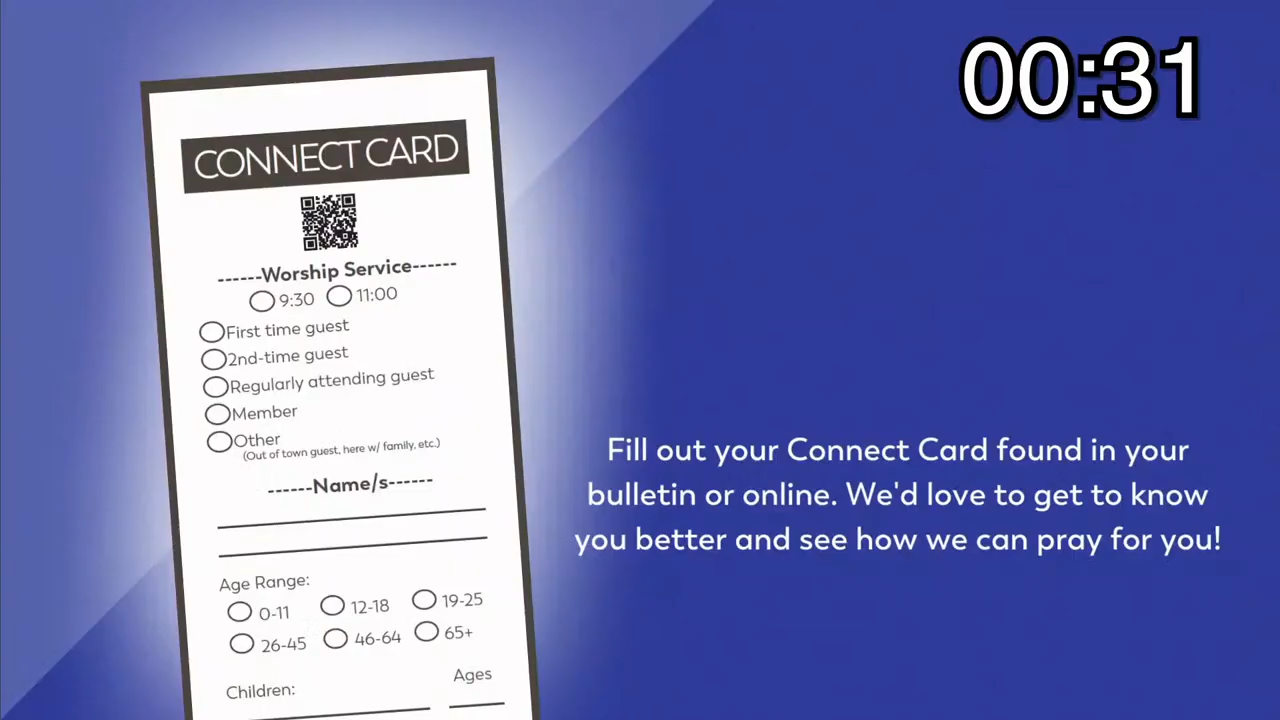 00:31
CONNECT CARD
------Worship Service------
9:30 11:00
First time guest
2nd-time guest
Regularly attending guest
Member
Other
(Out of town guest, here w/ family, etc.)
------Name/s------
Age Range:
0-11 12-18 19-25
26-45 46-64 65+
Children: Ages
Fill out your Connect Card found in your
bulletin or online. We'd love to get to know
you better and see how we can pray for you!